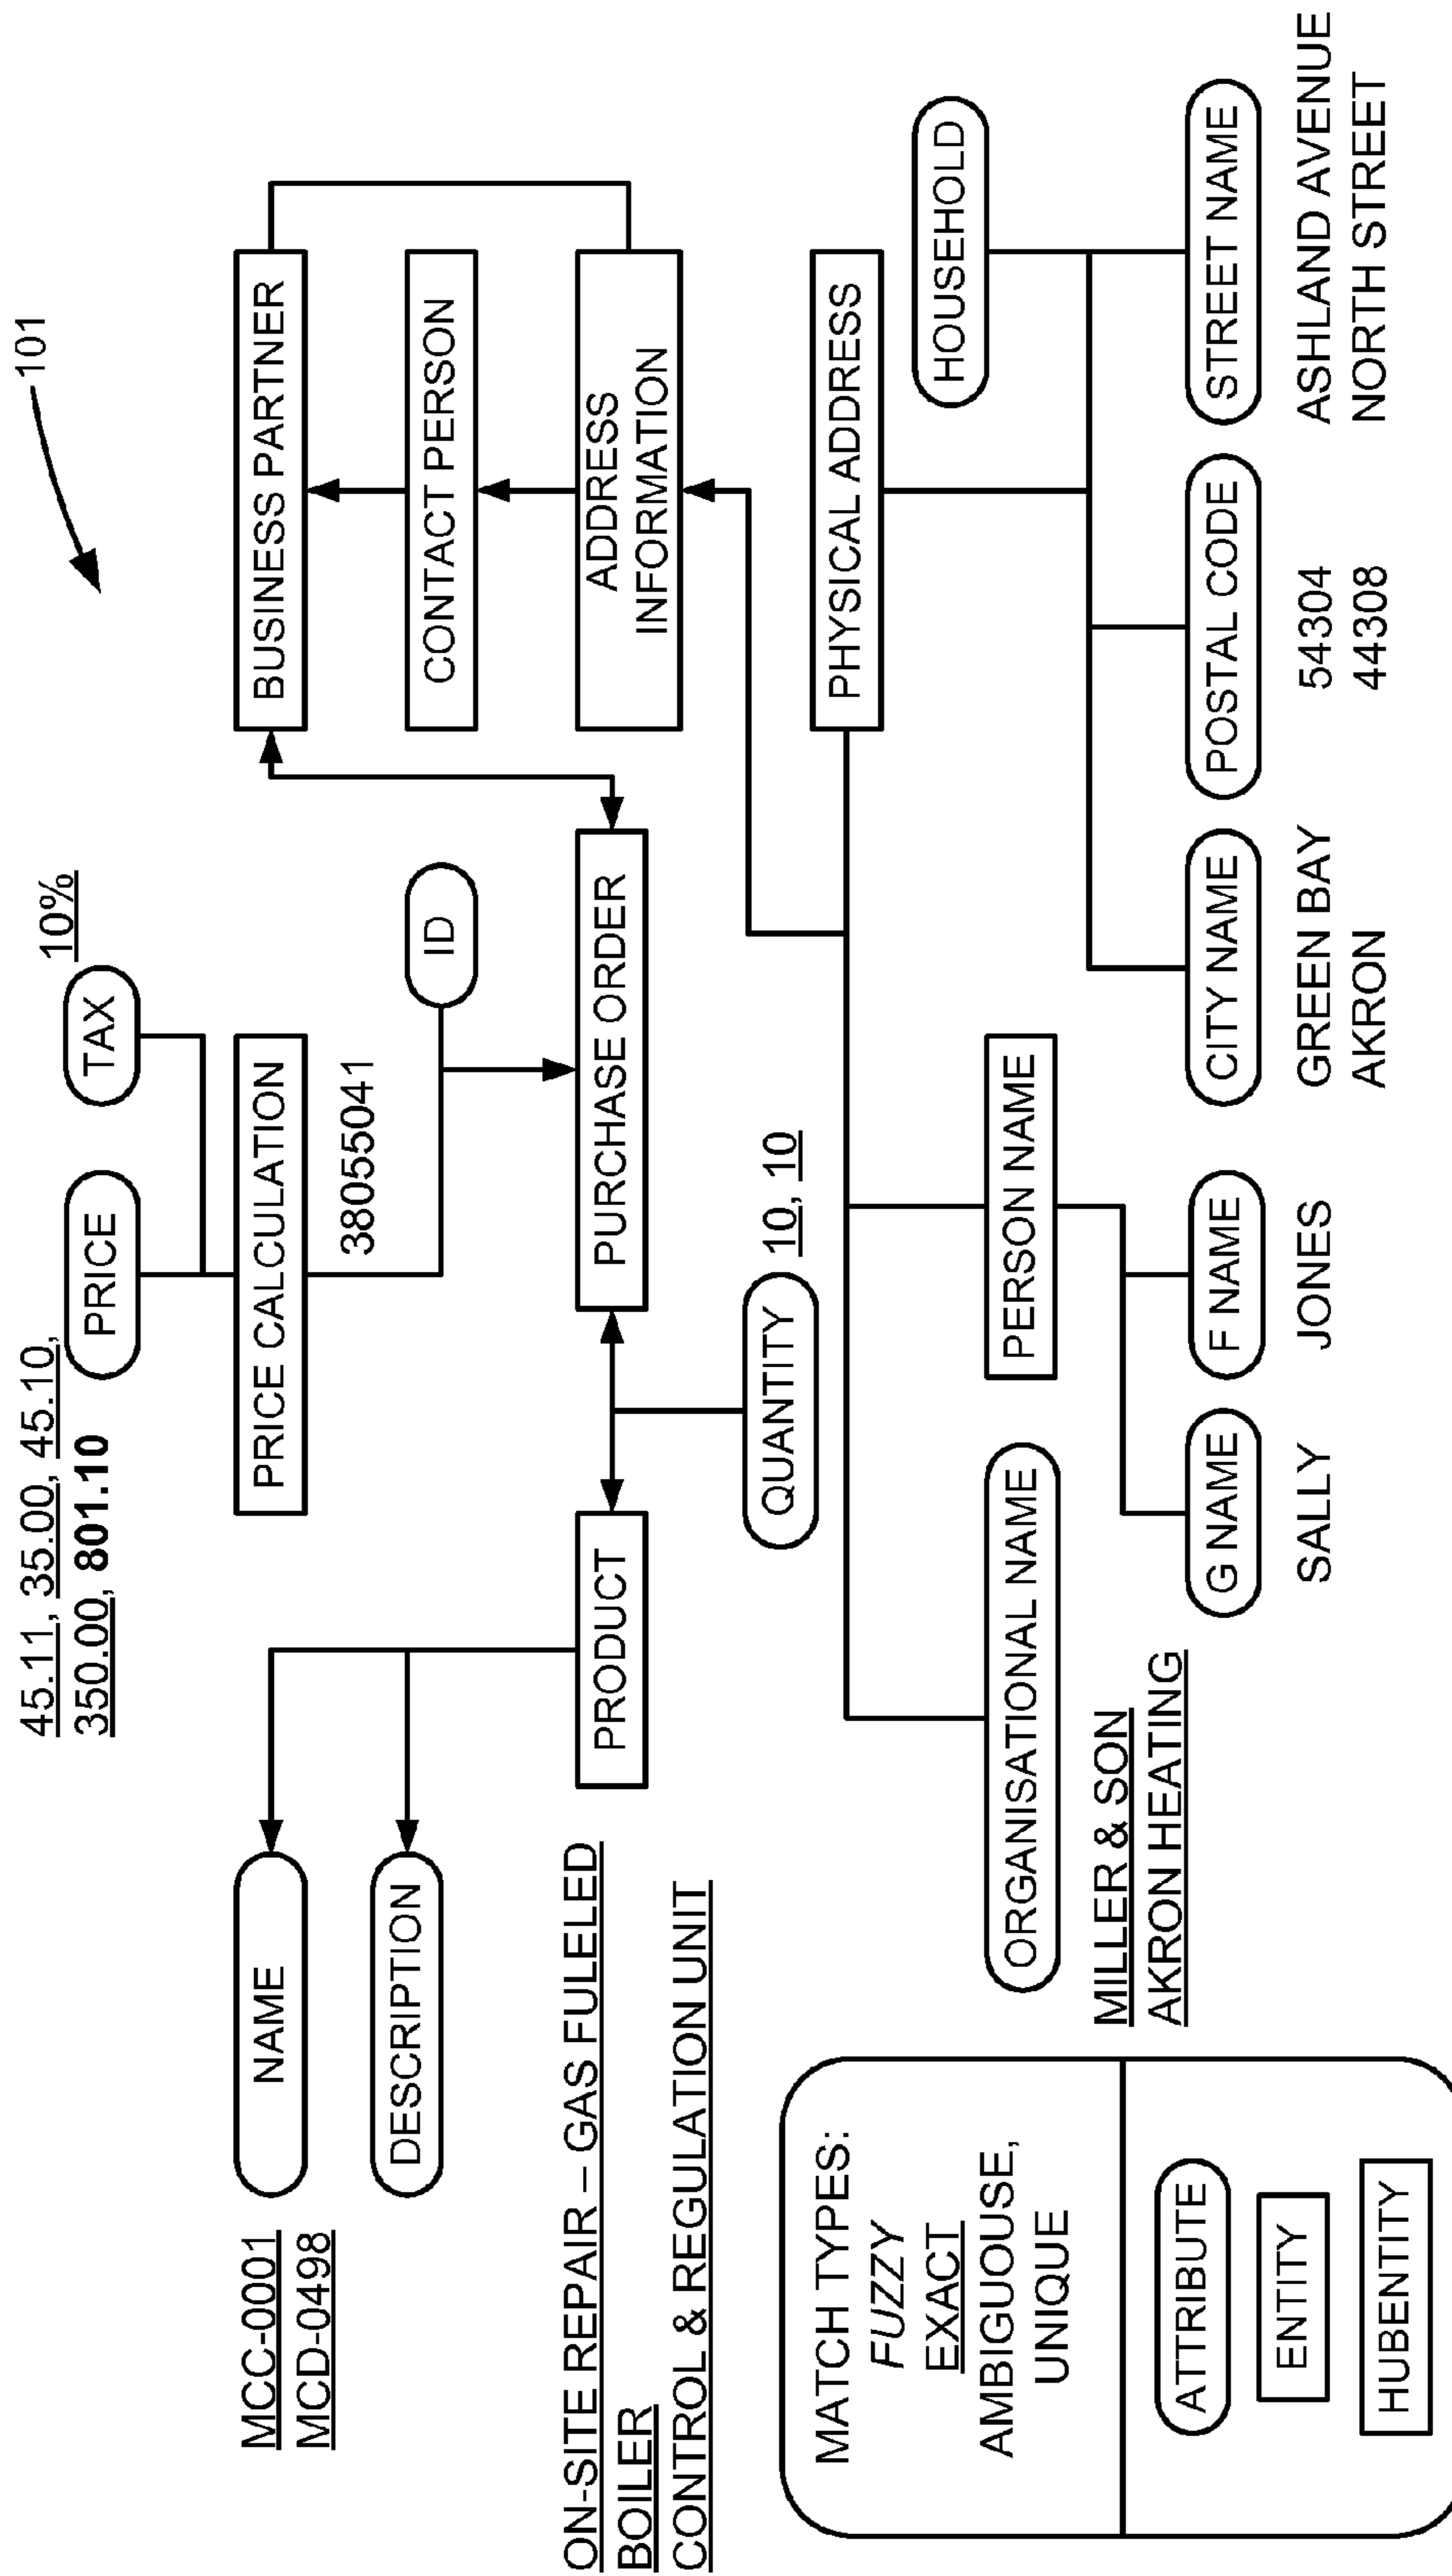 101
45.11, 35.00, 45.10,
350.00, 801.10
10%
PRICE
TAX
MCC-0001
MCD-0498
NAME
PRICE CALCULATION
BUSINESS PARTNER
38055041
DESCRIPTION
ID
CONTACT PERSON
ON-SITE REPAIR – GAS FULELED
BOILER
CONTROL & REGULATION UNIT
PRODUCT
PURCHASE ORDER
ADDRESS
INFORMATION
QUANTITY
10, 10
PHYSICAL ADDRESS
HOUSEHOLD
ORGANISATIONAL NAME
PERSON NAME
MILLER & SON
AKRON HEATING
G NAME
F NAME
CITY NAME
POSTAL CODE
STREET NAME
SALLY
JONES
GREEN BAY
AKRON
54304
44308
ASHLAND AVENUE
NORTH STREET
MATCH TYPES:
FUZZY
EXACT
AMBIGUOUSE,
UNIQUE
ATTRIBUTE
ENTITY
HUBENTITY